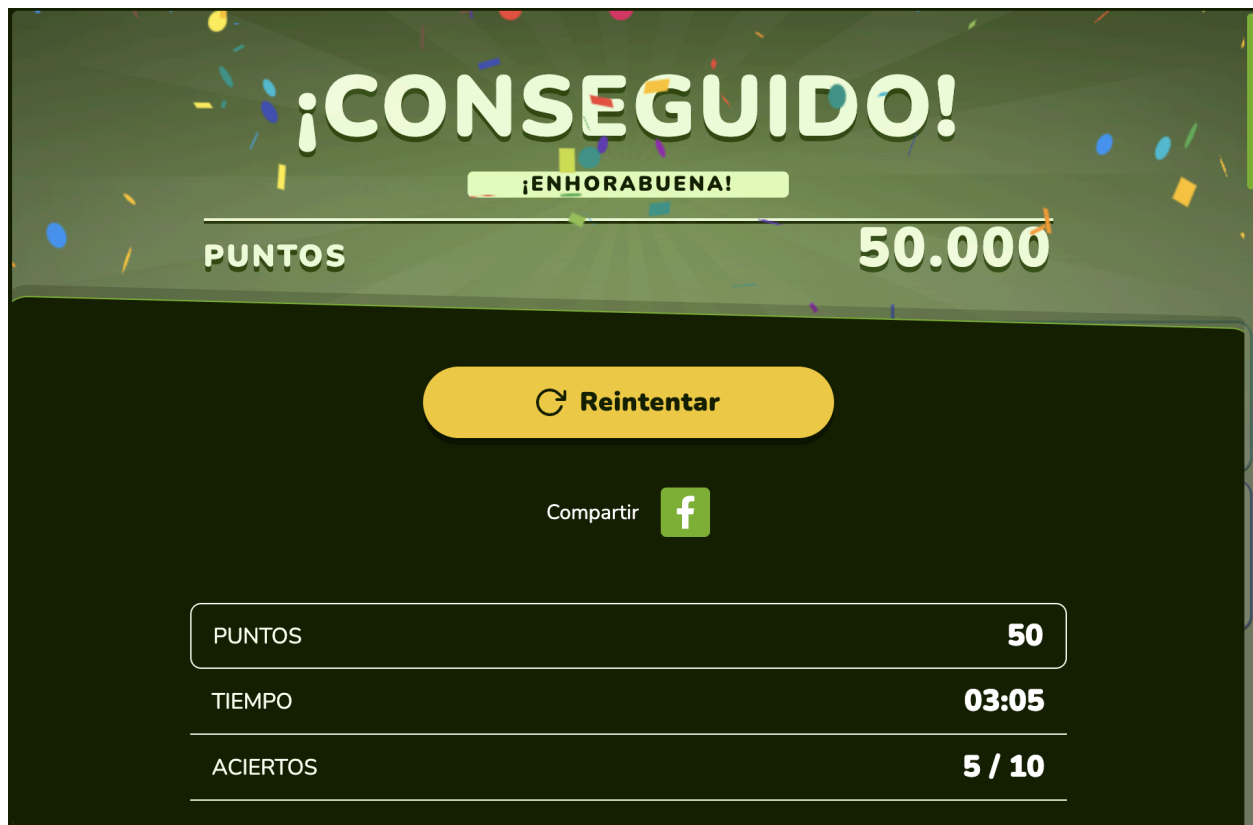 ¡CONSEGUIDO!
¡ENHORABUENA!
PUNTOS 50.000
Reintentar
Compartir
PUNTOS 50
TIEMPO 03:05
ACIERTOS 5 / 10